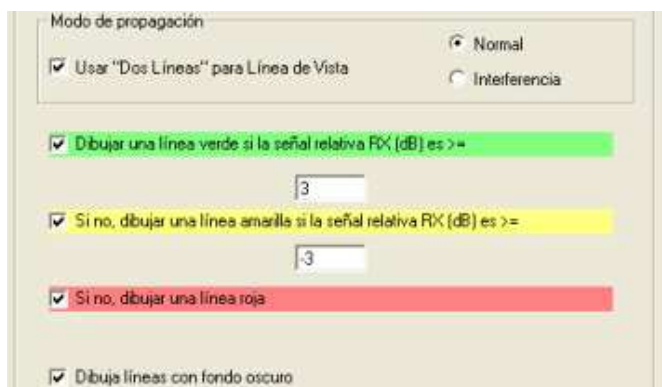 Modo de propagación
Normal
Usar "Dos Líneas" para Línea de Vista
Interferencia
Dibujar una línea verde si la señal relativa RX (dB) es >=
3
Si no, dibujar una línea amarilla si la señal relativa RX (dB) es >=
-3
Si no, dibujar una línea roja
Dibuja líneas con fondo oscuro